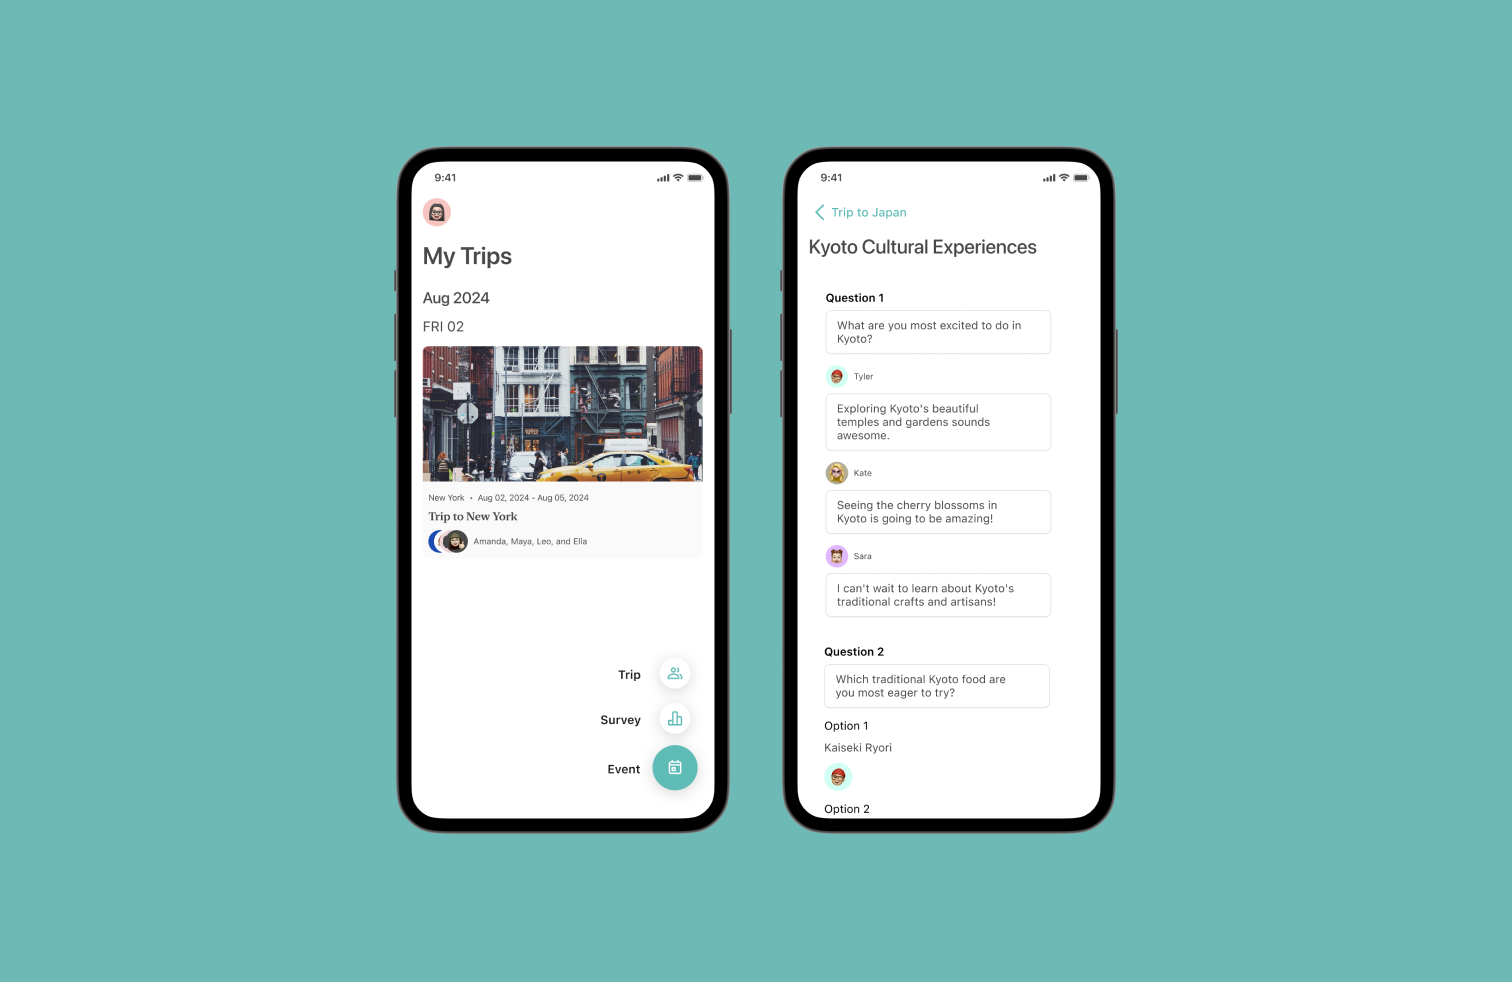 9:41
My Trips
Aug 2024
FRI 02
New York • Aug 02, 2024 - Aug 05, 2024
Trip to New York
Amanda, Maya, Leo, and Ella
Trip
Survey
Event
9:41
Trip to Japan
Kyoto Cultural Experiences
Question 1
What are you most excited to do in
Kyoto?
Tyler
Exploring Kyoto's beautiful
temples and gardens sounds
awesome.
Kate
Seeing the cherry blossoms in
Kyoto is going to be amazing!
Sara
I can't wait to learn about Kyoto's
traditional crafts and artisans!
Question 2
Which traditional Kyoto food are
you most eager to try?
Option 1
Kaiseki Ryori
Option 2